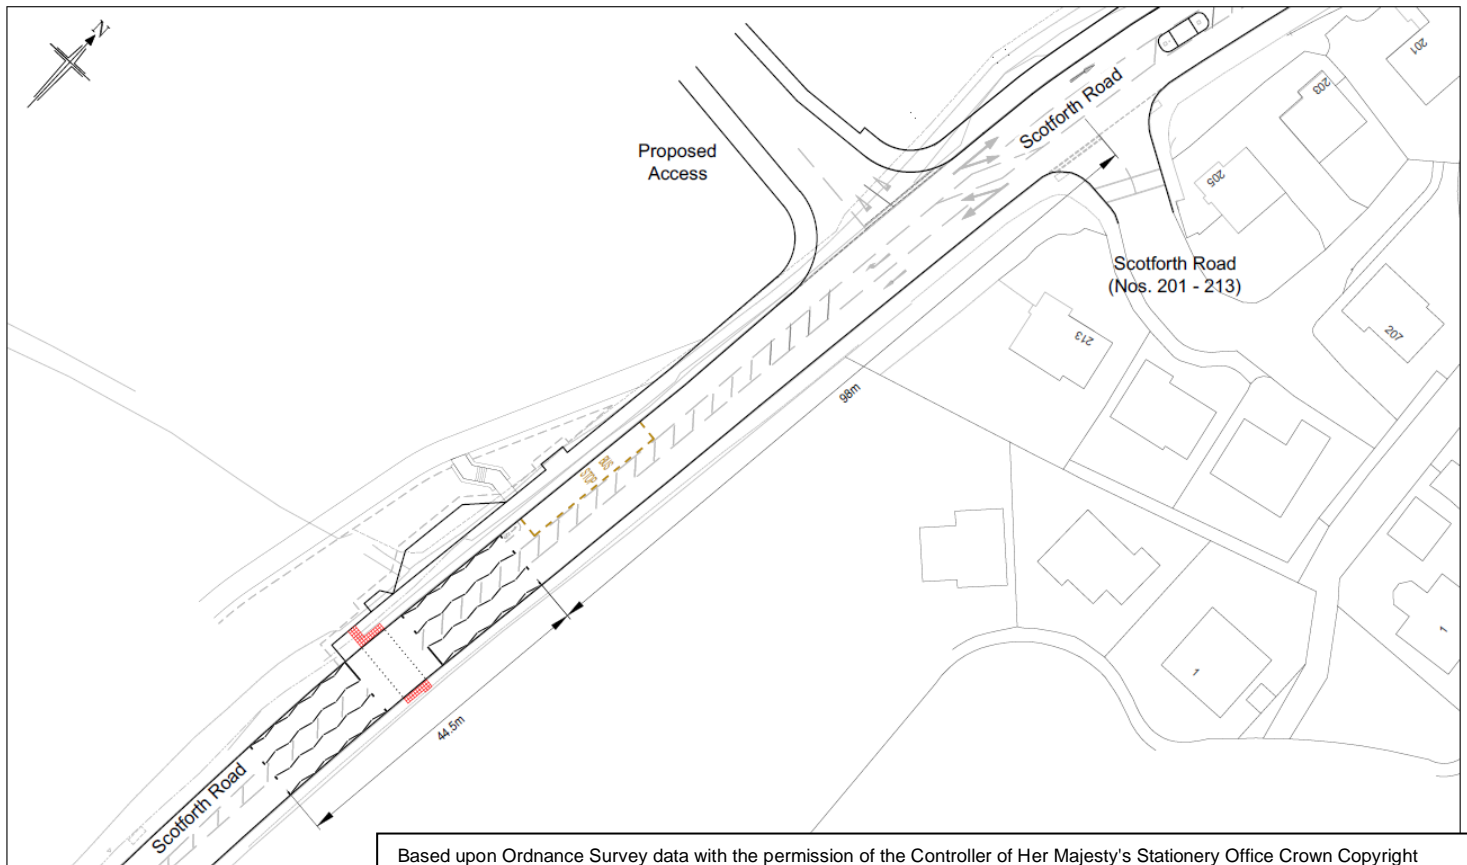 N
Scotforth Road
201
203
205
Proposed
Access
Scotforth Road
(Nos. 201 - 213)
207
213
98m
BUS
STOP
1
1
44.5m
Scotforth Road
Based upon Ordnance Survey data with the permission of the Controller of Her Majesty's Stationery Office Crown Copyright